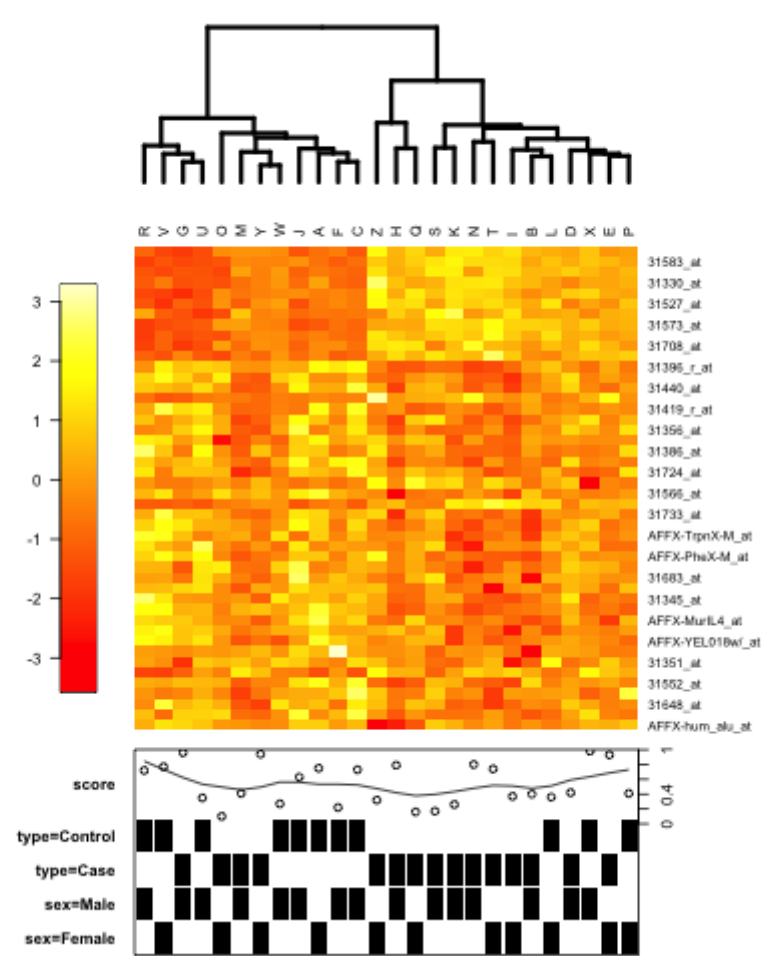 R V G U O M Y W J A F C Z H Q S K N T I B L D X E P
31583_at
31330_at
31527_at
31573_at
31708_at
31396_r_at
31440_at
31419_r_at
31356_at
31386_at
31724_at
31566_at
31733_at
AFFX-TrpnX-M_at
AFFX-PheX-M_at
31683_at
31345_at
AFFX-MurIL4_at
AFFX-YEL018w/_at
31351_at
31552_at
31648_at
AFFX-hum_alu_at
3
2
1
0
-1
-2
-3
score
0 0.4 1
type=Control
type=Case
sex=Male
sex=Female